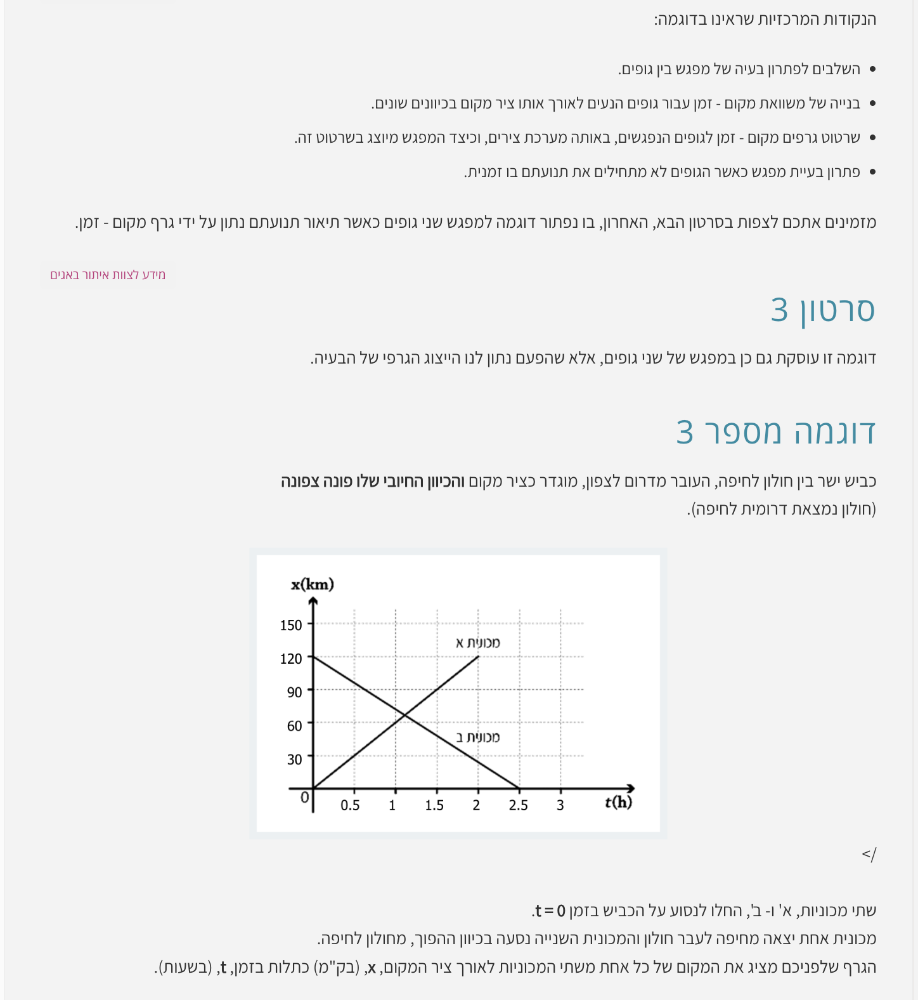 הנקודות המרכזיות שראינו בדוגמה:
השלבים לפתרון בעיה של מפגש בין גופים.
בנייה של משוואת מקום - זמן עבור גופים הנעים לאורך אותו ציר מקום בכיוונים שונים.
שרטוט גרפים מקום - זמן לגופים הנפגשים, באותה מערכת צירים, וכיצד המפגש מיוצג בשרטוט זה.
פתרון בעיית מפגש כאשר הגופים לא מתחילים את תנועתם בו זמנית.
מזמינים אתכם לצפות בסרטון הבא, האחרון, בו נפתור דוגמה למפגש שני גופים כאשר תיאור תנועתם נתון על ידי גרף מקום - זמן.
מידע לצוות איתור באגים
סרטון 3
דוגמה זו עוסקת גם כן במפגש של שני גופים, אלא שהפעם נתון לנו הייצוג הגרפי של הבעיה.
דוגמה מספר 3
כביש ישר בין חולון לחיפה, העובר מדרום לצפון, מוגדר כציר מקום והכיוון החיובי שלו פונה צפונה
(חולון נמצאת דרומית לחיפה).
x(km)
150
מכונית א
120
90
60
מכונית ב
30
0
0.5 1 1.5 2 2.5 3 t(h)
/>
שתי מכוניות, א' ו- ב', החלו לנסוע על הכביש בזמן t = 0.
מכונית אחת יצאה מחיפה לעבר חולון והמכונית השנייה נסעה בכיוון ההפוך, מחולון לחיפה.
הגרף שלפניכם מציג את המקום של כל אחת משתי המכוניות לאורך ציר המקום, x, (בק"מ) כתלות בזמן, t, (בשעות).